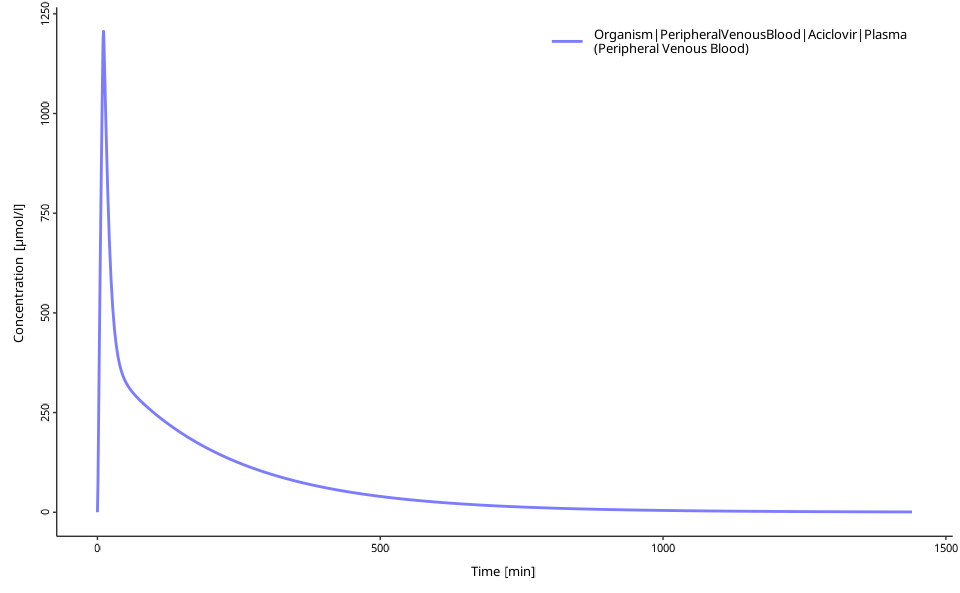 1250
1000
750
500
250
0
Concentration [µmol/l]
Organism|PeripheralVenousBlood|Aciclovir|Plasma
(Peripheral Venous Blood)
0
500
1000
1500
Time [min]